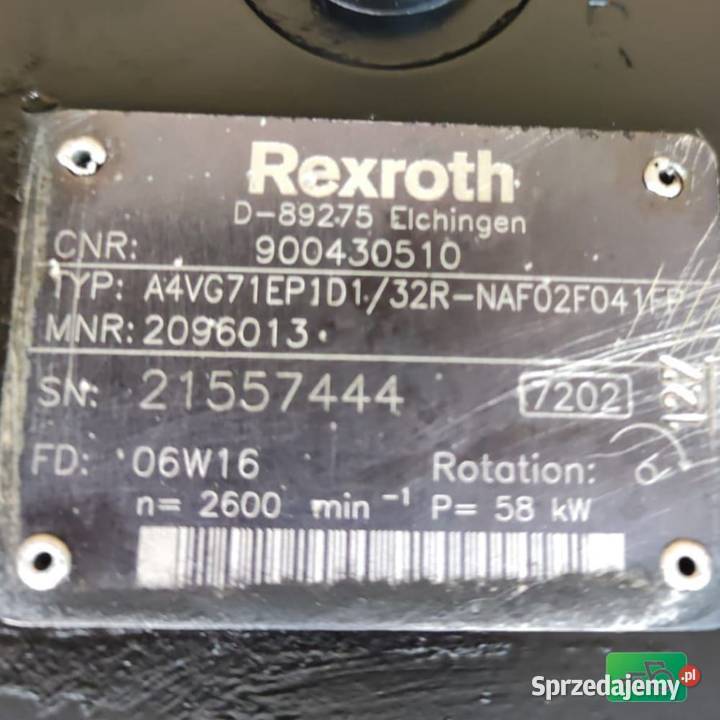 Rexroth
D-89275 Elchingen
CNR: 900430510
TYP: A4VG71EP1D1/32R-NAF02F041FP
MNR: 2096013
SN: 21557444 7202
FD: 06W16 Rotation:
n= 2600 min⁻¹ P= 58 kW
Sprzedajemy.pl